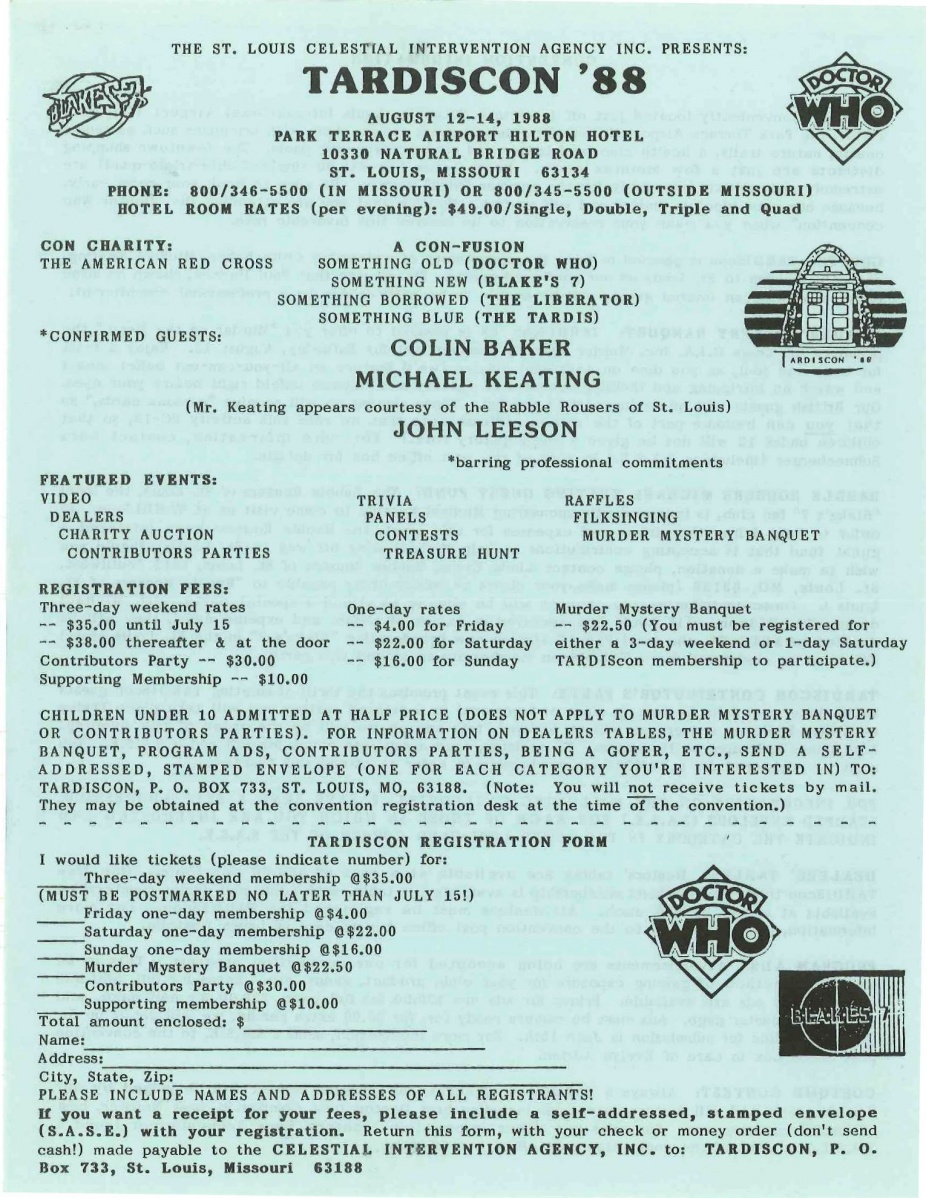 THE ST. LOUIS CELESTIAL INTERVENTION AGENCY INC. PRESENTS:
TARDISCON '88
BLAKES 7
DOCTOR WHO
AUGUST 12-14, 1988
PARK TERRACE AIRPORT HILTON HOTEL
10330 NATURAL BRIDGE ROAD
ST. LOUIS, MISSOURI 63134
PHONE: 800/346-5500 (IN MISSOURI) OR 800/345-5500 (OUTSIDE MISSOURI)
HOTEL ROOM RATES (per evening): $49.00/Single, Double, Triple and Quad
CON CHARITY: A CON-FUSION
THE AMERICAN RED CROSS SOMETHING OLD (DOCTOR WHO)
SOMETHING NEW (BLAKE'S 7)
SOMETHING BORROWED (THE LIBERATOR)
SOMETHING BLUE (THE TARDIS)
*CONFIRMED GUESTS:
COLIN BAKER
ARDISCON '88
MICHAEL KEATING
(Mr. Keating appears courtesy of the Rabble Rousers of St. Louis)
JOHN LEESON
*barring professional commitments
FEATURED EVENTS:
VIDEO TRIVIA RAFFLES
DEALERS PANELS FILKSINGING
CHARITY AUCTION CONTESTS MURDER MYSTERY BANQUET
CONTRIBUTORS PARTIES TREASURE HUNT
REGISTRATION FEES:
Three-day weekend rates One-day rates Murder Mystery Banquet
-- $35.00 until July 15 -- $4.00 for Friday -- $22.50 (You must be registered for
-- $38.00 thereafter & at the door -- $22.00 for Saturday either a 3-day weekend or 1-day Saturday
Contributors Party -- $30.00 -- $16.00 for Sunday TARDIScon membership to participate.)
Supporting Membership -- $10.00
CHILDREN UNDER 10 ADMITTED AT HALF PRICE (DOES NOT APPLY TO MURDER MYSTERY BANQUET
OR CONTRIBUTORS PARTIES). FOR INFORMATION ON DEALERS TABLES, THE MURDER MYSTERY
BANQUET, PROGRAM ADS, CONTRIBUTORS PARTIES, BEING A GOFER, ETC., SEND A SELF-
ADDRESSED, STAMPED ENVELOPE (ONE FOR EACH CATEGORY YOU'RE INTERESTED IN) TO:
TARDISCON, P. O. BOX 733, ST. LOUIS, MO, 63188. (Note: You will not receive tickets by mail.
They may be obtained at the convention registration desk at the time of the convention.)
TARDISCON REGISTRATION FORM
I would like tickets (please indicate number) for:
Three-day weekend membership @$35.00
(MUST BE POSTMARKED NO LATER THAN JULY 15!)
Friday one-day membership @$4.00
Saturday one-day membership @$22.00
Sunday one-day membership @$16.00
Murder Mystery Banquet @$22.50
Contributors Party @$30.00
Supporting membership @$10.00
DOCTOR WHO
Total amount enclosed: $
Name:
Address:
City, State, Zip:
BLAKES 7
PLEASE INCLUDE NAMES AND ADDRESSES OF ALL REGISTRANTS!
If you want a receipt for your fees, please include a self-addressed, stamped envelope
(S.A.S.E.) with your registration. Return this form, with your check or money order (don't send
cash!) made payable to the CELESTIAL INTERVENTION AGENCY, INC. to: TARDISCON, P. O.
Box 733, St. Louis, Missouri 63188